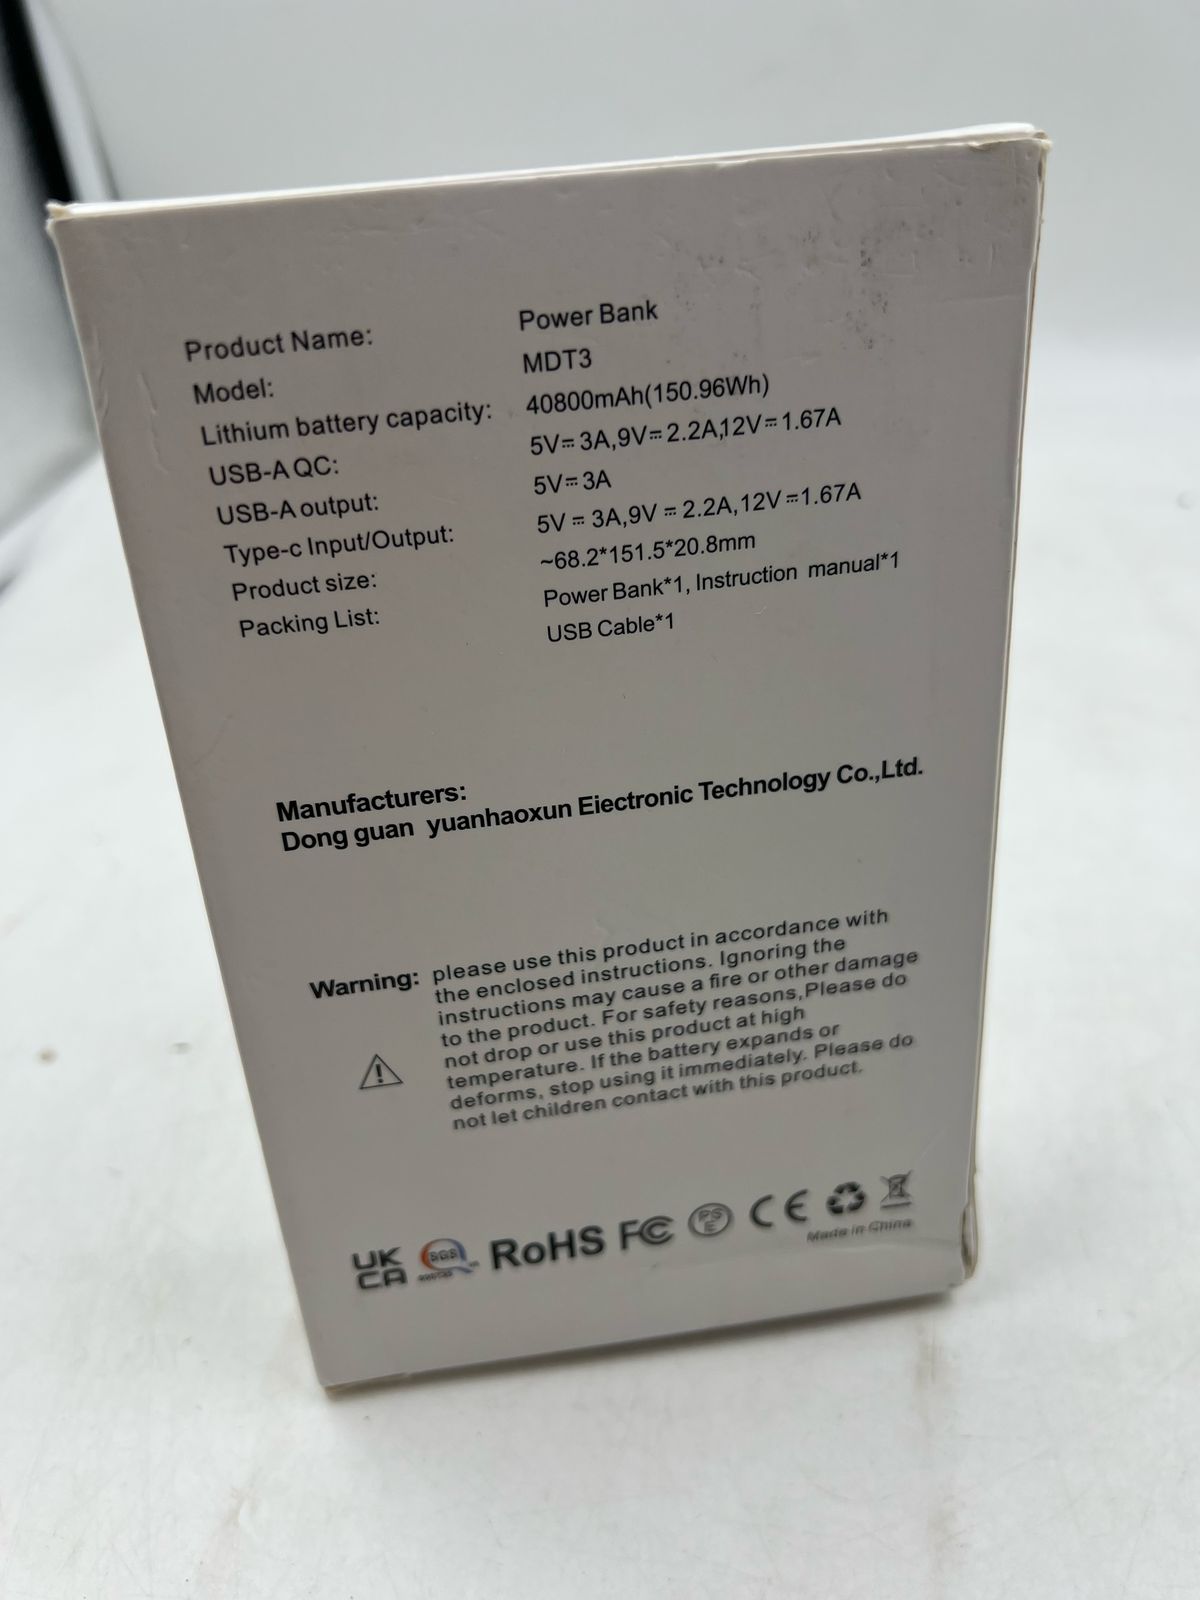 Product Name: Power Bank
Model: MDT3
Lithium battery capacity: 40800mAh(150.96Wh)
USB-A QC: 5V⎓3A,9V⎓2.2A,12V⎓1.67A
USB-A output: 5V⎓3A
Type-c Input/Output: 5V⎓3A,9V⎓2.2A,12V⎓1.67A
Product size: ~68.2*151.5*20.8mm
Packing List: Power Bank*1, Instruction manual*1
USB Cable*1
Manufacturers:
Dong guan yuanhaoxun Eiectronic Technology Co.,Ltd.
Warning: please use this product in accordance with
the enclosed instructions. Ignoring the
instructions may cause a fire or other damage
to the product. For safety reasons,Please do
not drop or use this product at high
temperature. If the battery expands or
deforms, stop using it immediately. Please do
not let children contact with this product.
UK
CA
SGS
RoHS FC PS
E CE
Made in China